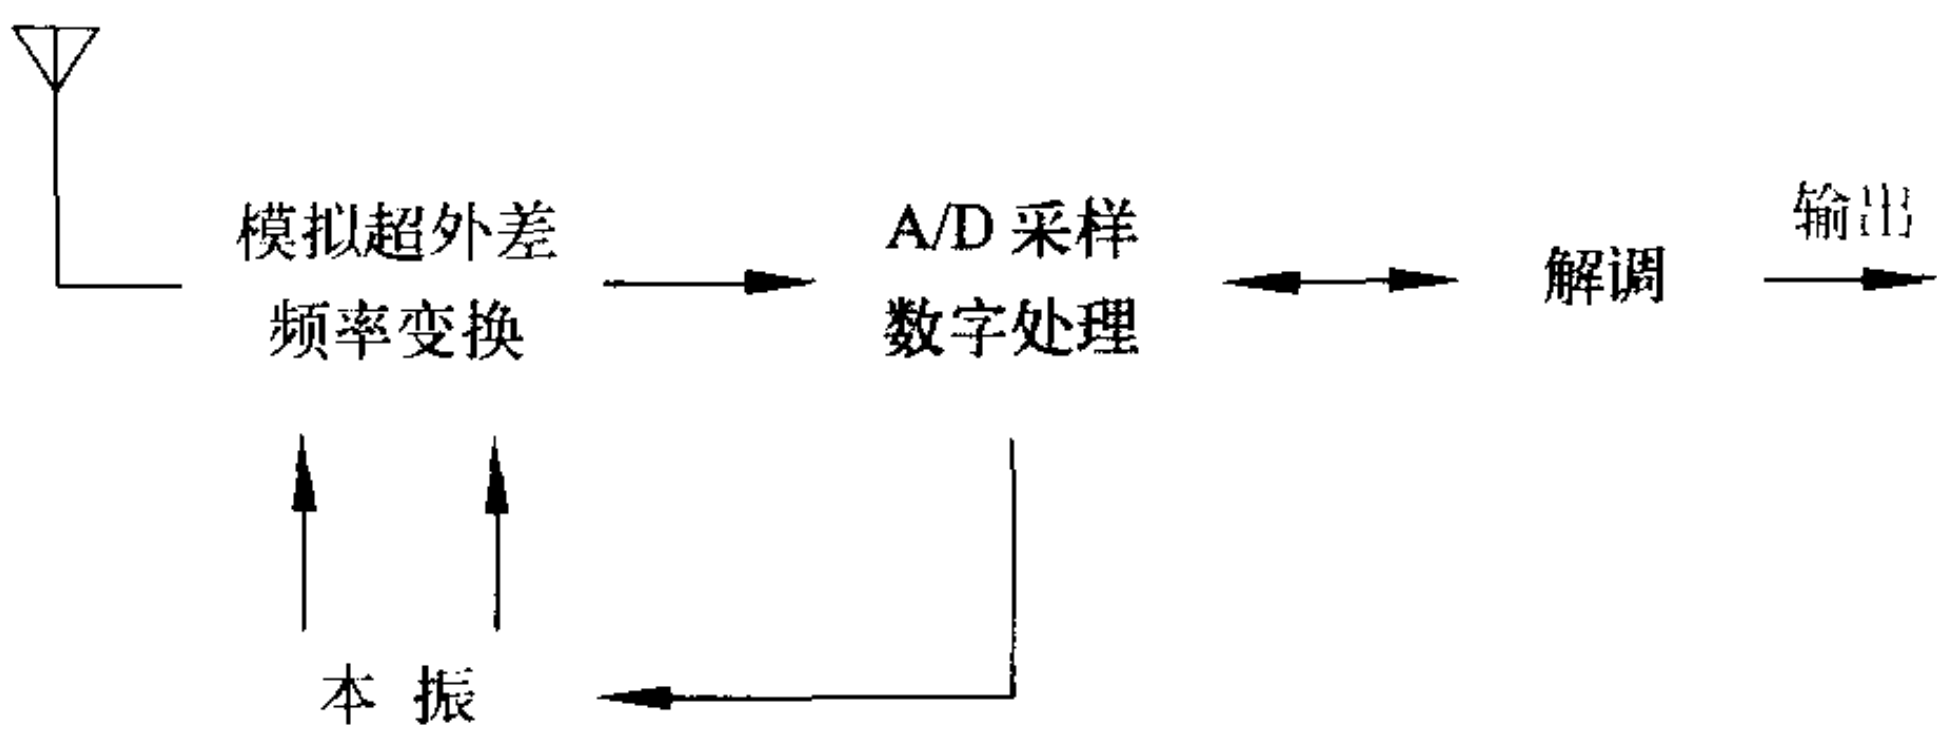 模拟超外差
频率变换
A/D 采样
数字处理
解调
输出
本 振